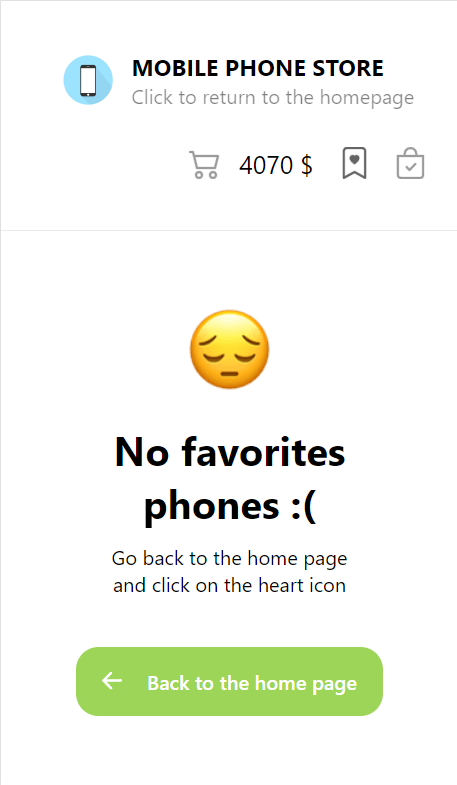 MOBILE PHONE STORE
Click to return to the homepage
4070 $
No favorites
phones :(
Go back to the home page
and click on the heart icon
Back to the home page